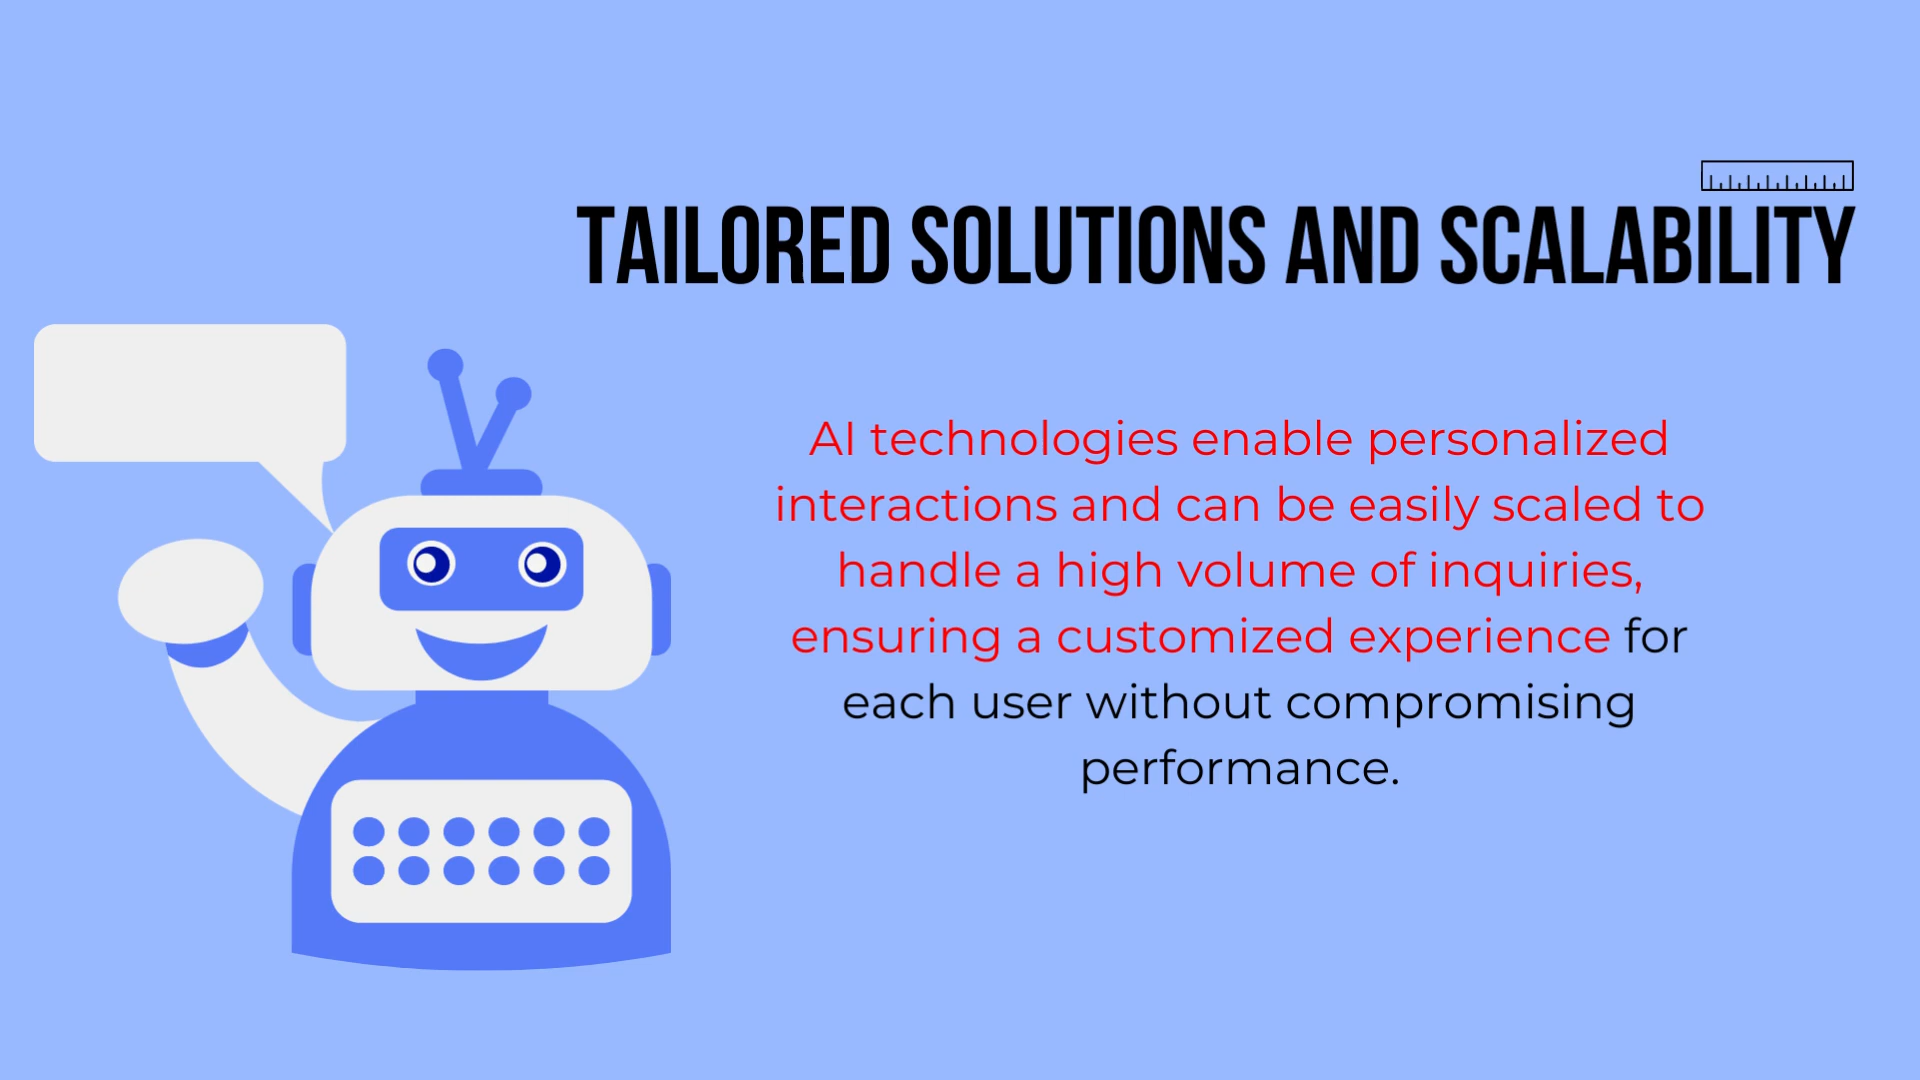 TAILORED SOLUTIONS AND SCALABILITY
AI technologies enable personalized
interactions and can be easily scaled to
handle a high volume of inquiries,
ensuring a customized experience for
each user without compromising
performance.